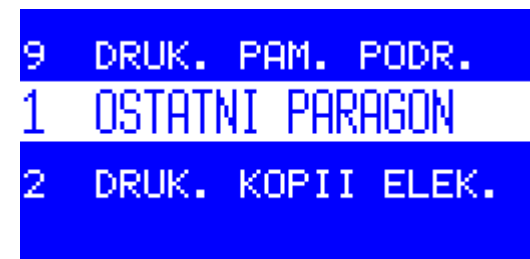 9 DRUK. PAM. PODR.
1 OSTATNI PARAGON
2 DRUK. KOPII ELEK.